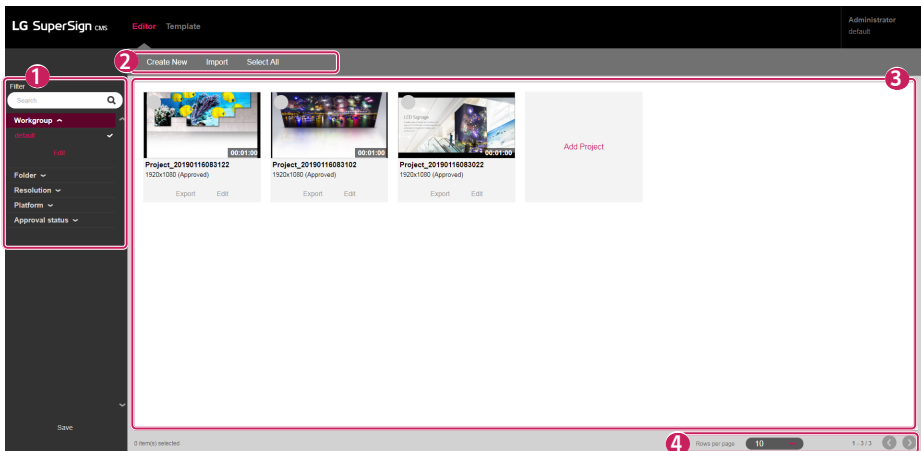 LG SuperSign CMS
Editor Template
Administrator
default
2
Create New Import Select All
1
3
Filter
Search
Workgroup
default
Edit
Folder
Resolution
Platform
Approval status
Save
LED Signage
00:01:00
00:01:00
00:01:00
Project_20190116083122
Project_20190116083102
Project_20190116083022
1920x1080 (Approved)
1920x1080 (Approved)
1920x1080 (Approved)
Export Edit
Export Edit
Export Edit
Add Project
0 item(s) selected
4
Rows per page 10 1 - 3 / 3